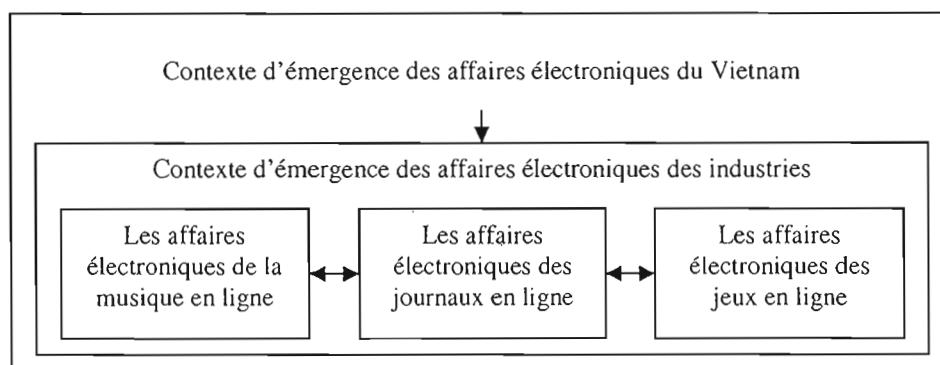 Contexte d'émergence des affaires électroniques du Vietnam
Contexte d'émergence des affaires électroniques des industries
Les affaires
électroniques de la
musique en ligne
Les affaires
électroniques des
journaux en ligne
Les affaires
électroniques des
jeux en ligne